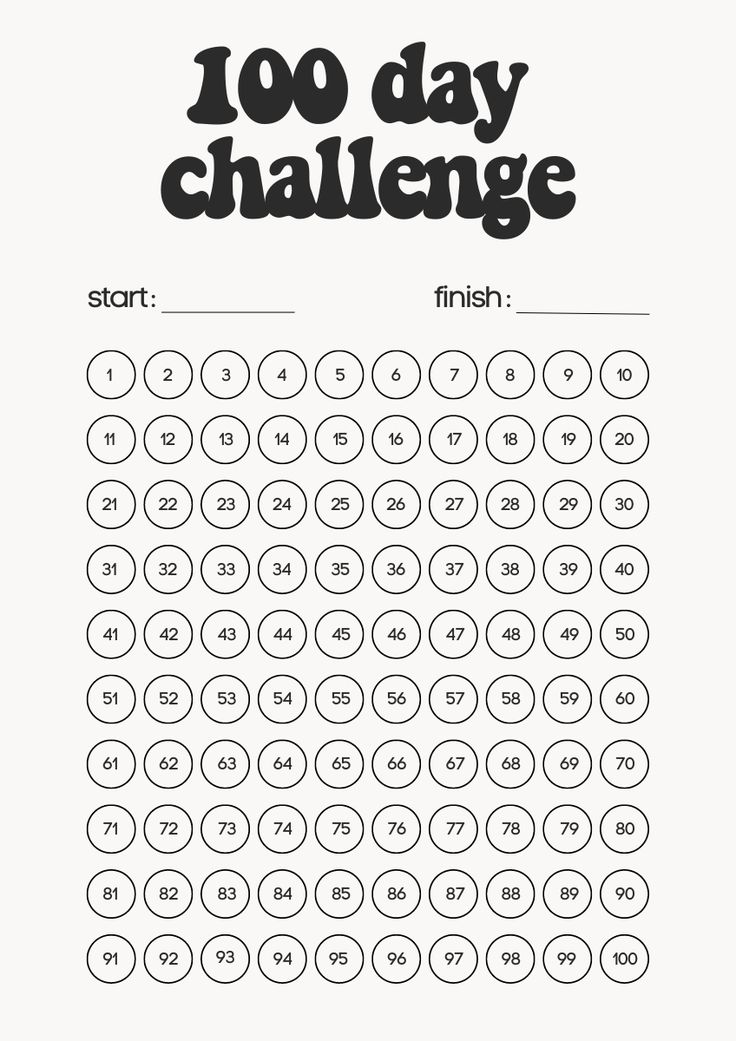 100 day
challenge
start: __________ finish: __________
1 2 3 4 5 6 7 8 9 10
11 12 13 14 15 16 17 18 19 20
21 22 23 24 25 26 27 28 29 30
31 32 33 34 35 36 37 38 39 40
41 42 43 44 45 46 47 48 49 50
51 52 53 54 55 56 57 58 59 60
61 62 63 64 65 66 67 68 69 70
71 72 73 74 75 76 77 78 79 80
81 82 83 84 85 86 87 88 89 90
91 92 93 94 95 96 97 98 99 100